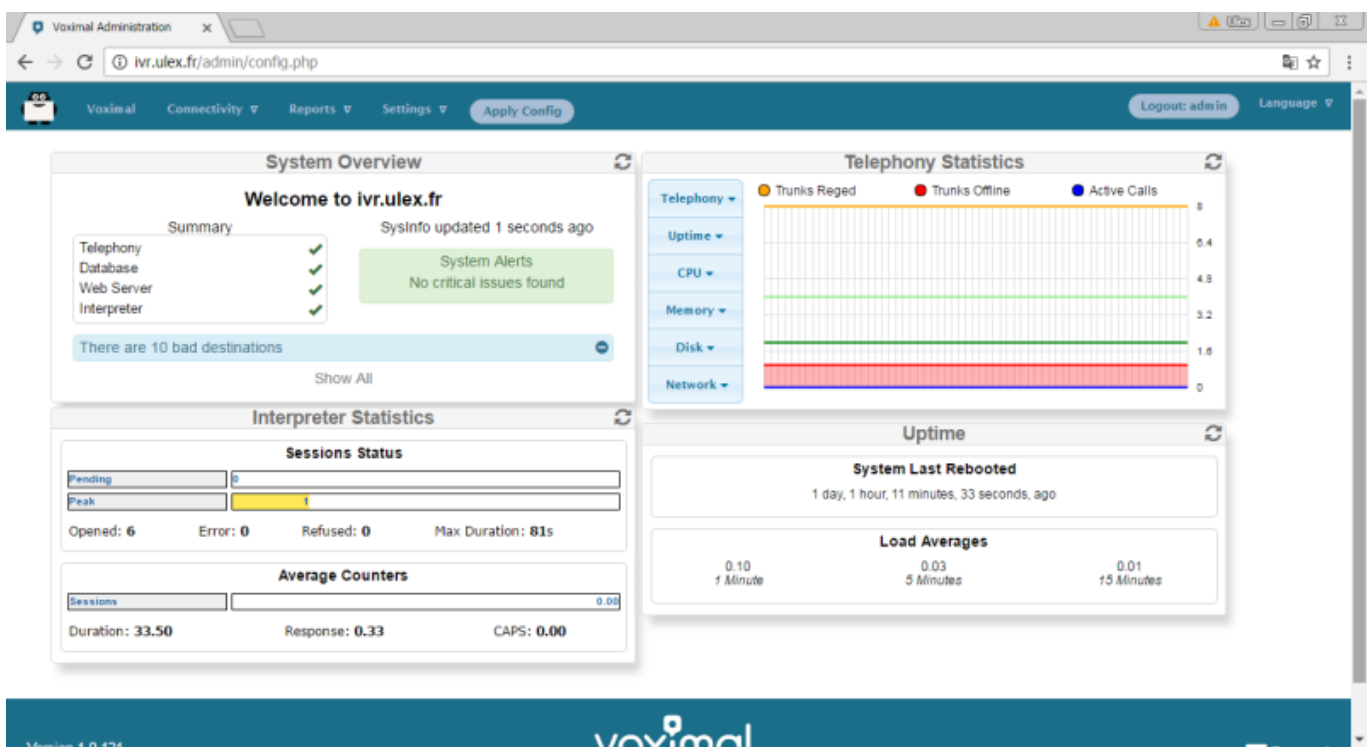 Voximal Administration
ivr.ulex.fr/admin/config.php
Voximal Connectivity Reports Settings Apply Config Logout: admin Language
System Overview
Welcome to ivr.ulex.fr
Summary
SysInfo updated 1 seconds ago
Telephony
Database
Web Server
Interpreter
System Alerts
No critical issues found
There are 10 bad destinations
Show All
Telephony Statistics
Telephony
Uptime
CPU
Memory
Disk
Network
Trunks Reged Trunks Offline Active Calls
8
6.4
4.8
3.2
1.6
0
Interpreter Statistics
Sessions Status
Pending 0
Peak 1
Opened: 6 Error: 0 Refused: 0 Max Duration: 81s
Average Counters
Sessions 0.00
Duration: 33.50 Response: 0.33 CAPS: 0.00
Uptime
System Last Rebooted
1 day, 1 hour, 11 minutes, 33 seconds, ago
Load Averages
0.10 0.03 0.01
1 Minute 5 Minutes 15 Minutes
voximal